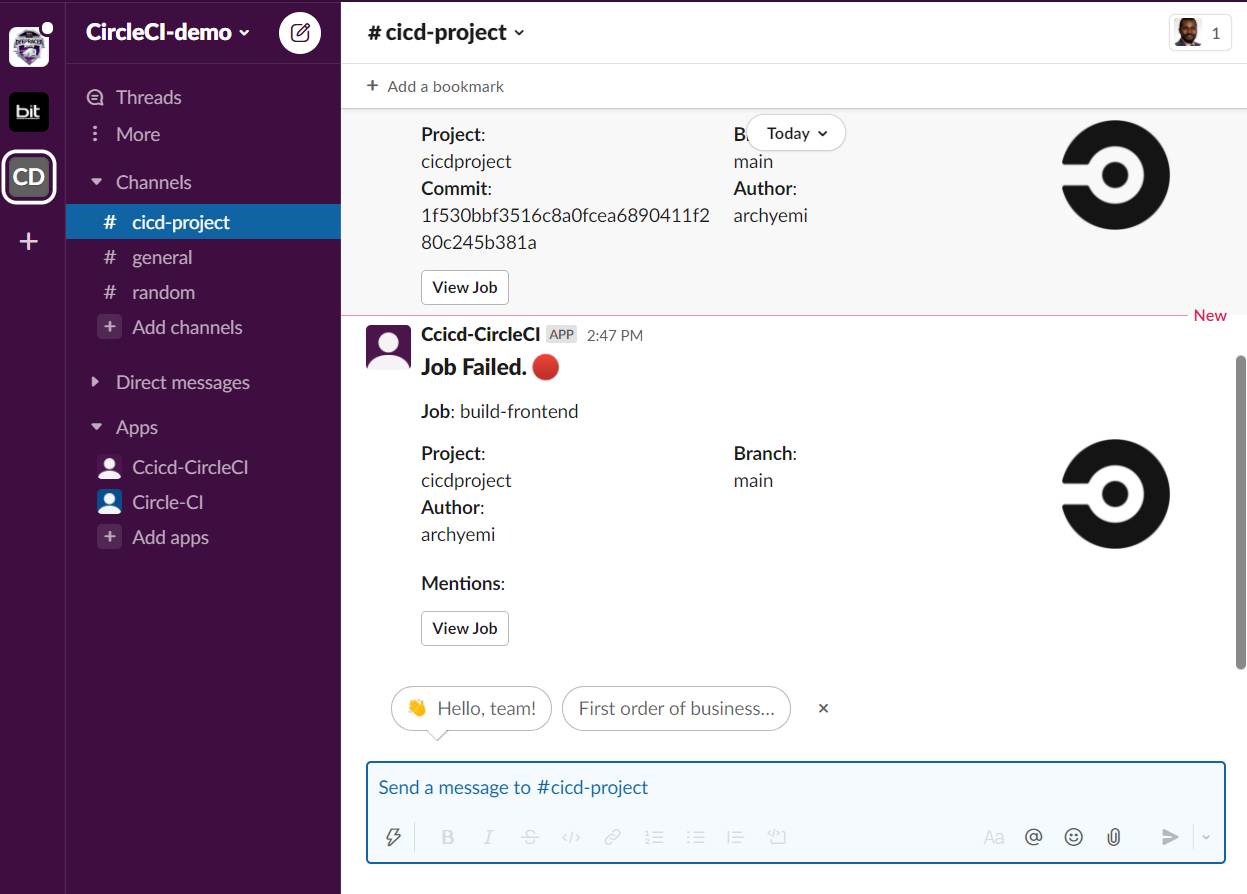 CircleCI-demo
bit
CD
Threads
More
Channels
# cicd-project
# general
# random
+ Add channels
Direct messages
Apps
Ccicd-CircleCI
Circle-CI
+ Add apps
# cicd-project
1
+ Add a bookmark
Today
Project:
cicdproject
main
Commit:
1f530bbf3516c8a0fcea6890411f2
80c245b381a
Author:
archyemi
View Job
New
Ccicd-CircleCI APP 2:47 PM
Job Failed.
Job: build-frontend
Project:
cicdproject
Branch:
main
Author:
archyemi
Mentions:
View Job
Hello, team!
First order of business...
Send a message to #cicd-project
B I S
Aa @